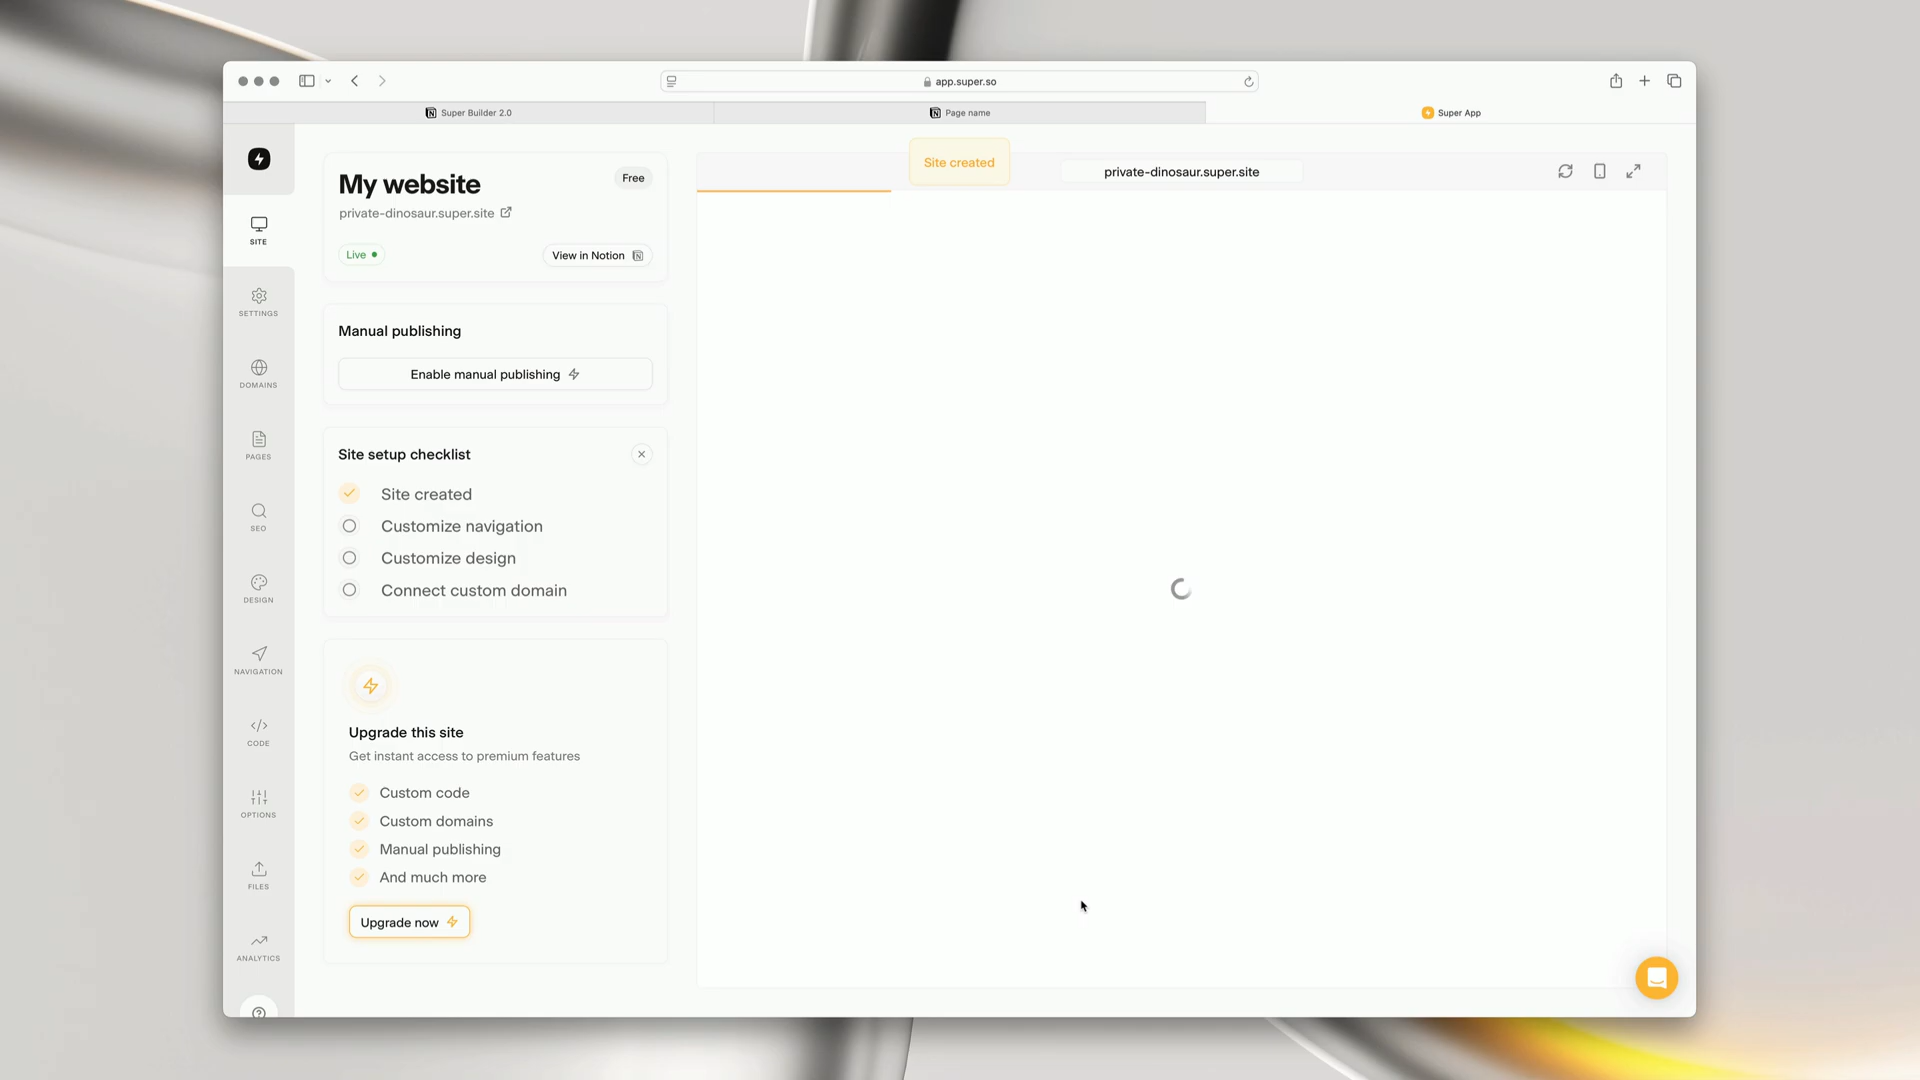 app.super.so
Super Builder 2.0
Page name
Super App
My website
Free
private-dinosaur.super.site
Live
View in Notion
Manual publishing
Enable manual publishing
Site setup checklist
Site created
Customize navigation
Customize design
Connect custom domain
Upgrade this site
Get instant access to premium features
Custom code
Custom domains
Manual publishing
And much more
Upgrade now
SITE
SETTINGS
DOMAINS
PAGES
SEO
DESIGN
NAVIGATION
CODE
OPTIONS
FILES
ANALYTICS
Site created
private-dinosaur.super.site